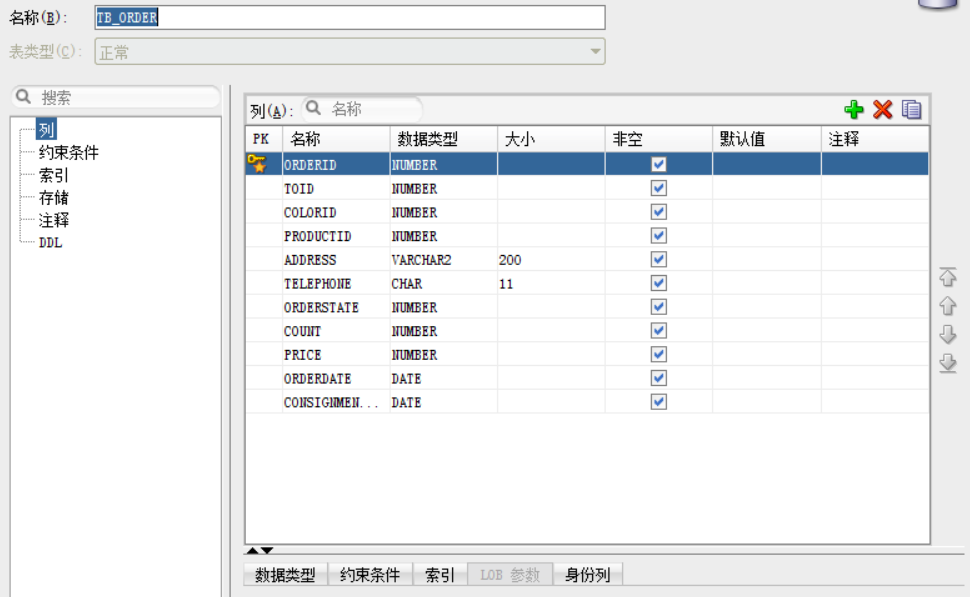 名称(B): TB_ORDER
表类型(C): 正常
搜索
列
约束条件
索引
存储
注释
DDL
列(A): 名称
PK 名称 数据类型 大小 非空 默认值 注释
ORDERID NUMBER
TOID NUMBER
COLORID NUMBER
PRODUCTID NUMBER
ADDRESS VARCHAR2 200
TELEPHONE CHAR 11
ORDERSTATE NUMBER
COUNT NUMBER
PRICE NUMBER
ORDERDATE DATE
CONSIGNMEN... DATE
数据类型 约束条件 索引 LOB 参数 身份列